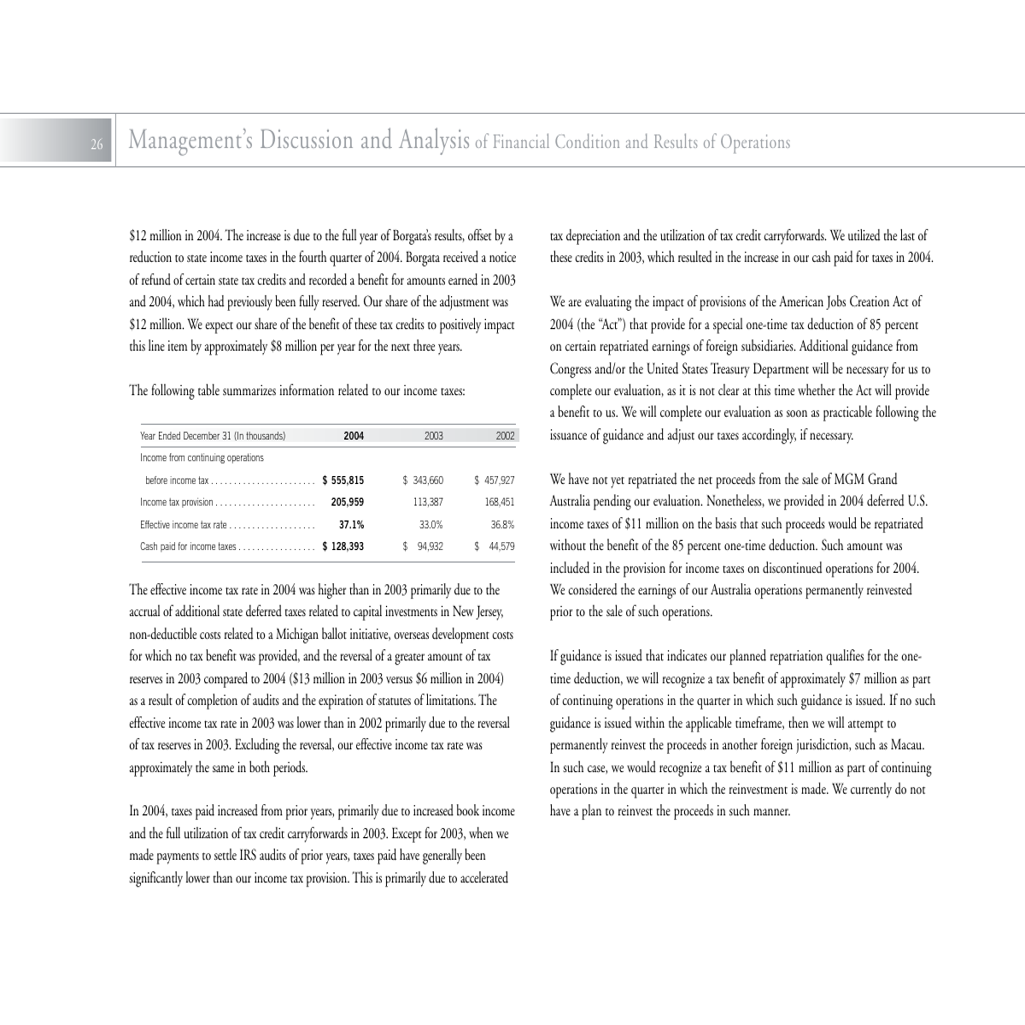 26
Management's Discussion and Analysis of Financial Condition and Results of Operations
$12 million in 2004. The increase is due to the full year of Borgata's results, offset by a
reduction to state income taxes in the fourth quarter of 2004. Borgata received a notice
of refund of certain state tax credits and recorded a benefit for amounts earned in 2003
and 2004, which had previously been fully reserved. Our share of the adjustment was
$12 million. We expect our share of the benefit of these tax credits to positively impact
this line item by approximately $8 million per year for the next three years.
The following table summarizes information related to our income taxes:
Year Ended December 31 (In thousands) 2004 2003 2002
Income from continuing operations
before income tax . . . . . . . . . . . . . . . . . . . . . . . $ 555,815 $ 343,660 $ 457,927
Income tax provision . . . . . . . . . . . . . . . . . . . . . . 205,959 113,387 168,451
Effective income tax rate . . . . . . . . . . . . . . . . . . . 37.1% 33.0% 36.8%
Cash paid for income taxes . . . . . . . . . . . . . . . . . $ 128,393 $ 94,932 $ 44,579
The effective income tax rate in 2004 was higher than in 2003 primarily due to the
accrual of additional state deferred taxes related to capital investments in New Jersey,
non-deductible costs related to a Michigan ballot initiative, overseas development costs
for which no tax benefit was provided, and the reversal of a greater amount of tax
reserves in 2003 compared to 2004 ($13 million in 2003 versus $6 million in 2004)
as a result of completion of audits and the expiration of statutes of limitations. The
effective income tax rate in 2003 was lower than in 2002 primarily due to the reversal
of tax reserves in 2003. Excluding the reversal, our effective income tax rate was
approximately the same in both periods.
In 2004, taxes paid increased from prior years, primarily due to increased book income
and the full utilization of tax credit carryforwards in 2003. Except for 2003, when we
made payments to settle IRS audits of prior years, taxes paid have generally been
significantly lower than our income tax provision. This is primarily due to accelerated
tax depreciation and the utilization of tax credit carryforwards. We utilized the last of
these credits in 2003, which resulted in the increase in our cash paid for taxes in 2004.
We are evaluating the impact of provisions of the American Jobs Creation Act of
2004 (the "Act") that provide for a special one-time tax deduction of 85 percent
on certain repatriated earnings of foreign subsidiaries. Additional guidance from
Congress and/or the United States Treasury Department will be necessary for us to
complete our evaluation, as it is not clear at this time whether the Act will provide
a benefit to us. We will complete our evaluation as soon as practicable following the
issuance of guidance and adjust our taxes accordingly, if necessary.
We have not yet repatriated the net proceeds from the sale of MGM Grand
Australia pending our evaluation. Nonetheless, we provided in 2004 deferred U.S.
income taxes of $11 million on the basis that such proceeds would be repatriated
without the benefit of the 85 percent one-time deduction. Such amount was
included in the provision for income taxes on discontinued operations for 2004.
We considered the earnings of our Australia operations permanently reinvested
prior to the sale of such operations.
If guidance is issued that indicates our planned repatriation qualifies for the one-
time deduction, we will recognize a tax benefit of approximately $7 million as part
of continuing operations in the quarter in which such guidance is issued. If no such
guidance is issued within the applicable timeframe, then we will attempt to
permanently reinvest the proceeds in another foreign jurisdiction, such as Macau.
In such case, we would recognize a tax benefit of $11 million as part of continuing
operations in the quarter in which the reinvestment is made. We currently do not
have a plan to reinvest the proceeds in such manner.